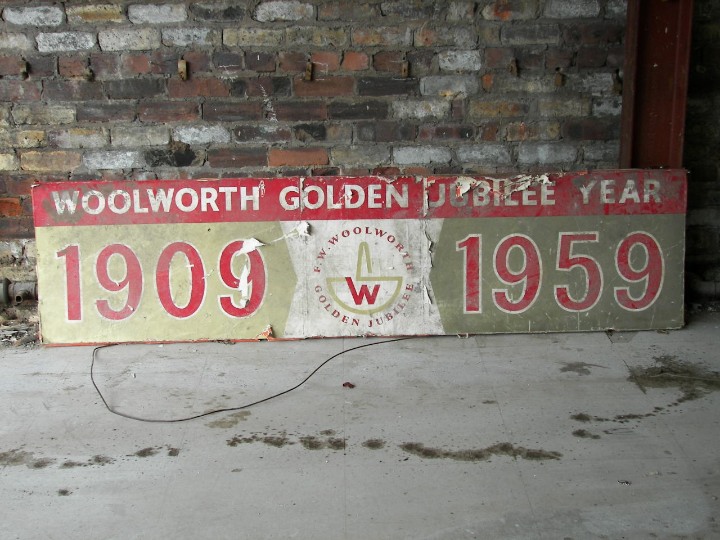 WOOLWORTH GOLDEN JUBILEE YEAR
1909
F.W. WOOLWORTH
W
GOLDEN JUBILEE
1959